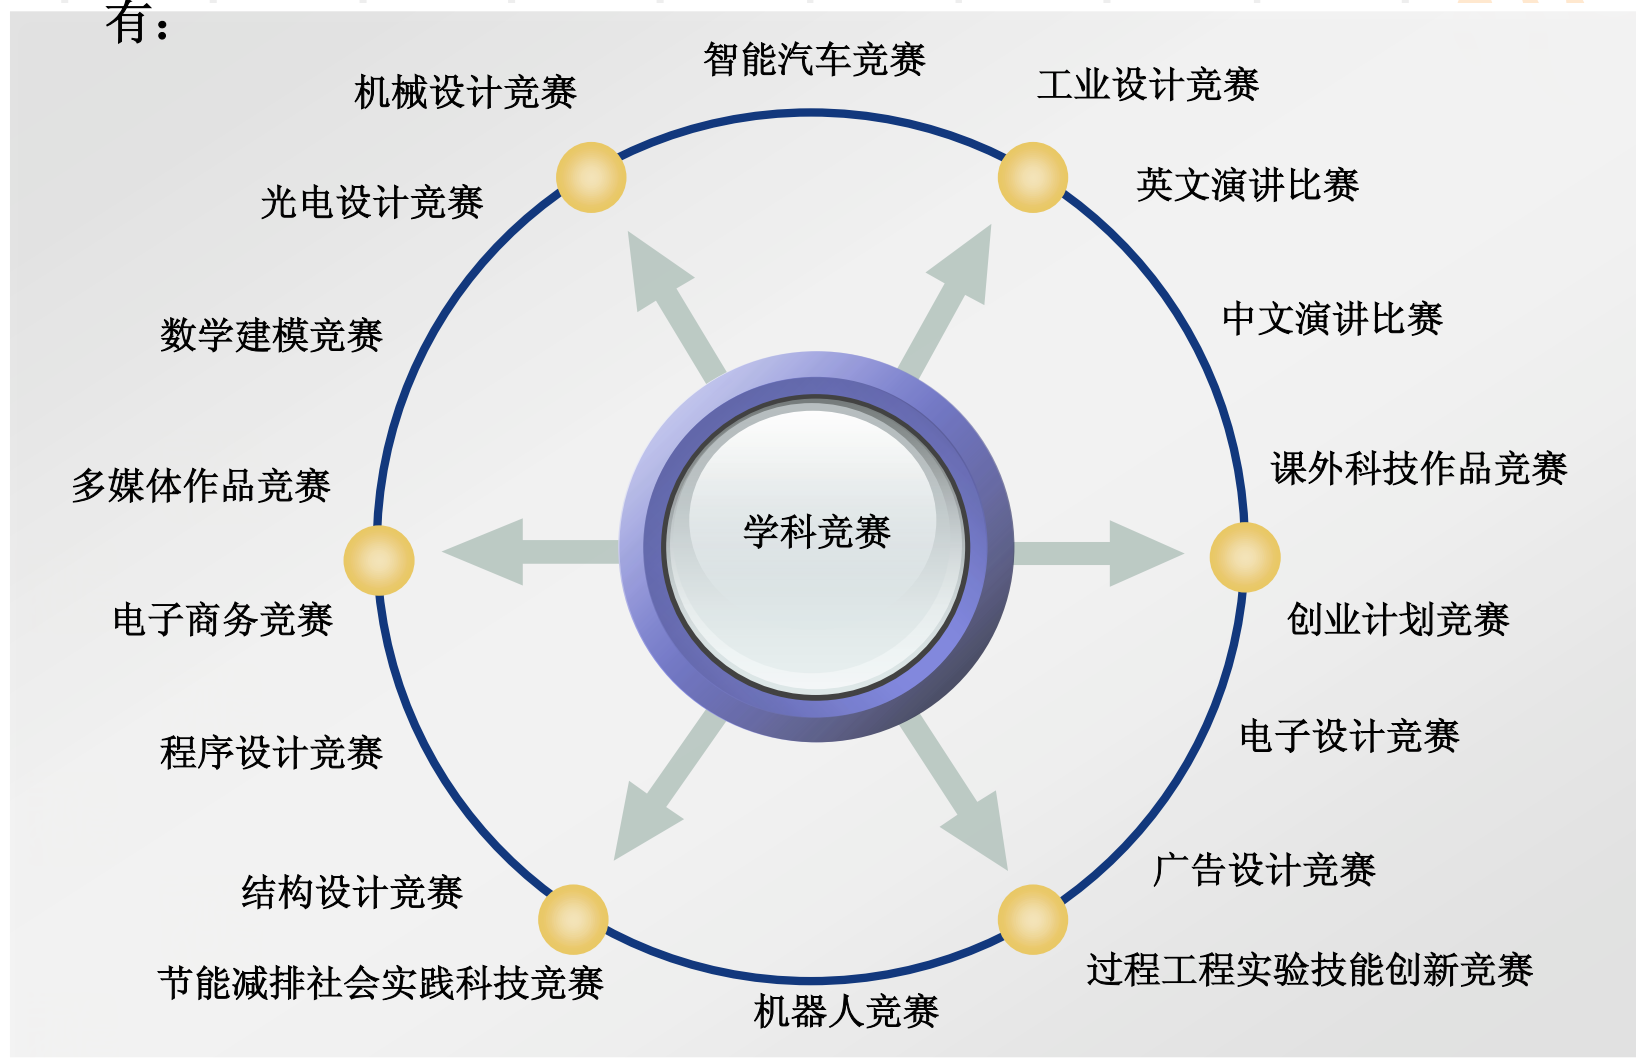 有：
智能汽车竞赛
机械设计竞赛
工业设计竞赛
光电设计竞赛
英文演讲比赛
数学建模竞赛
中文演讲比赛
多媒体作品竞赛
课外科技作品竞赛
学科竞赛
电子商务竞赛
创业计划竞赛
程序设计竞赛
电子设计竞赛
结构设计竞赛
广告设计竞赛
节能减排社会实践科技竞赛
过程工程实验技能创新竞赛
机器人竞赛